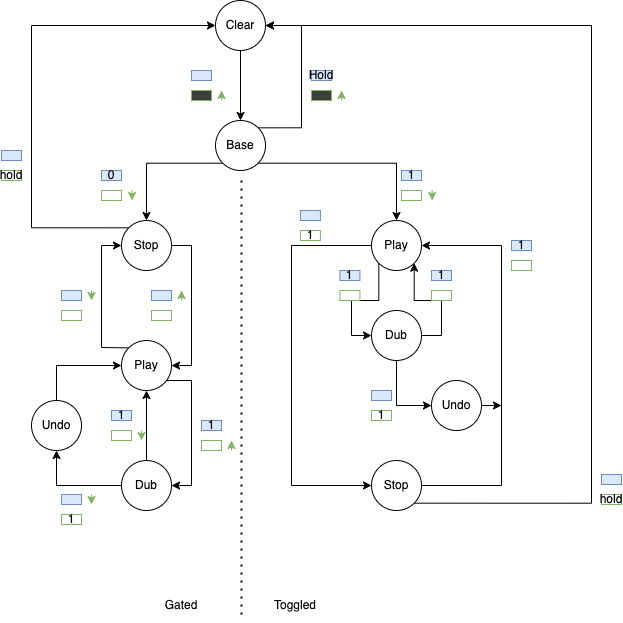 Clear
Hold
Base
hold
0
1
Stop
1
Play
1
1
1
Play
Dub
Undo
1
1
Undo
1
Dub
Stop
1
hold
Gated
Toggled